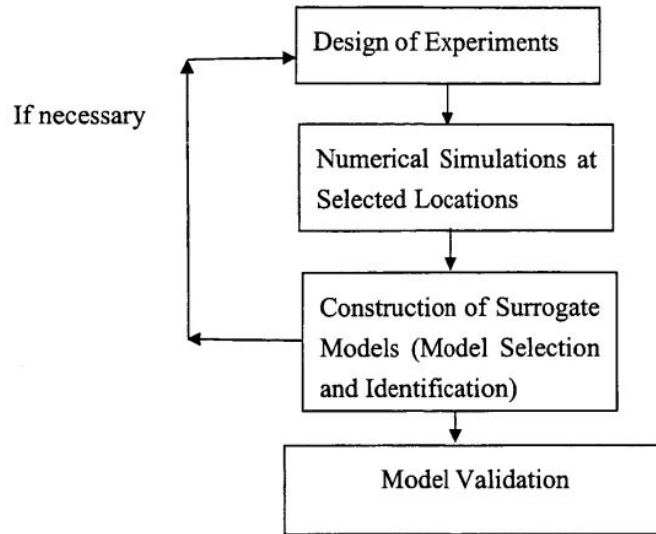 Design of Experiments
If necessary
Numerical Simulations at
Selected Locations
Construction of Surrogate
Models (Model Selection
and Identification)
Model Validation